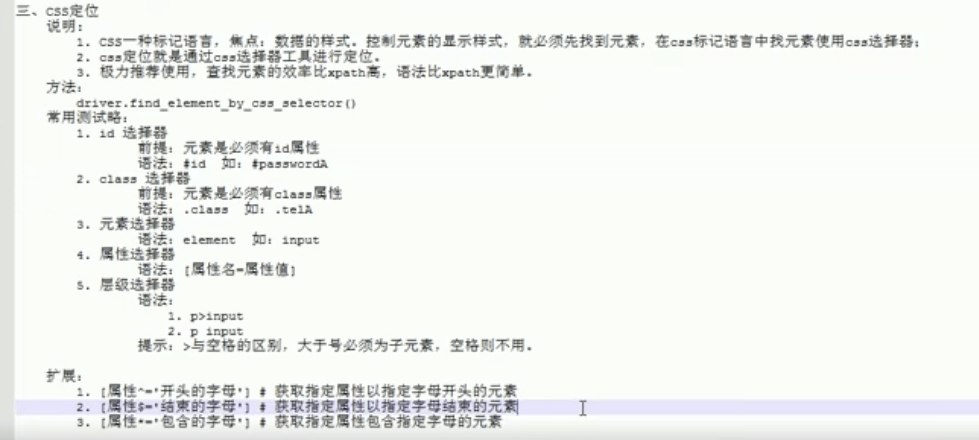 三、CSS定位
说明:
1. CSS一种标记语言，焦点：数据的样式。控制元素的显示样式，就必须先找到元素，在css标记语言中找元素使用css选择器;
2. css定位就是通过css选择器工具进行定位。
3. 极力推荐使用，查找元素的效率比xpath高，语法比xpath更简单。
方法:
driver.find_element_by_css_selector()
常用测试略:
1. id 选择器
前提：元素是必须有id属性
语法：#id 如：#passwordA
2. class 选择器
前提：元素是必须有class属性
语法：.class 如：.telA
3. 元素选择器
语法：element 如：input
4. 属性选择器
语法：[属性名=属性值]
5. 层级选择器
语法:
1. p>input
2. p input
提示：>与空格的区别，大于号必须为子元素，空格则不用。
扩展:
1. [属性^='开头的字母'] # 获取指定属性以指定字母开头的元素
2. [属性$='结束的字母'] # 获取指定属性以指定字母结束的元素
3. [属性*='包含的字母'] # 获取指定属性包含指定字母的元素